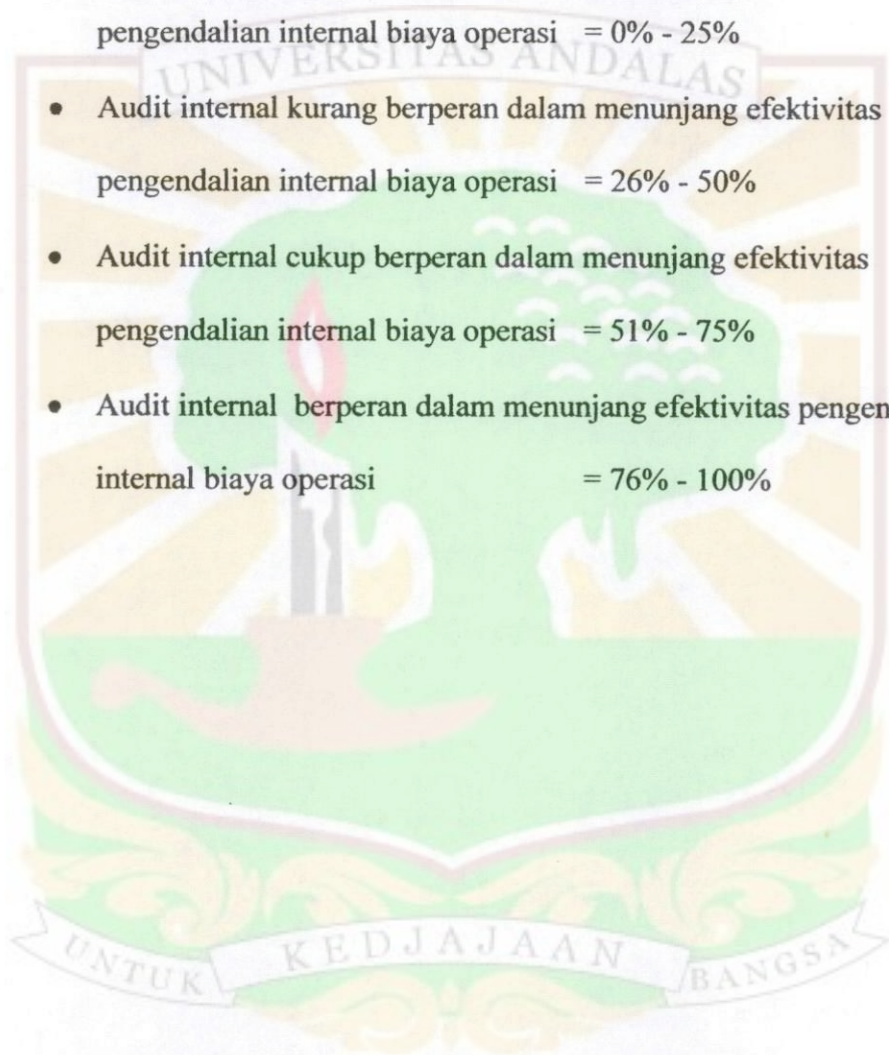 pengendalian internal biaya operasi = 0% - 25%
UNIVERSITAS ANDALAS
• Audit internal kurang berperan dalam menunjang efektivitas
pengendalian internal biaya operasi = 26% - 50%
• Audit internal cukup berperan dalam menunjang efektivitas
pengendalian internal biaya operasi = 51% - 75%
• Audit internal berperan dalam menunjang efektivitas pengen
internal biaya operasi = 76% - 100%
UNTUK KEDJAJAAN BANGSA